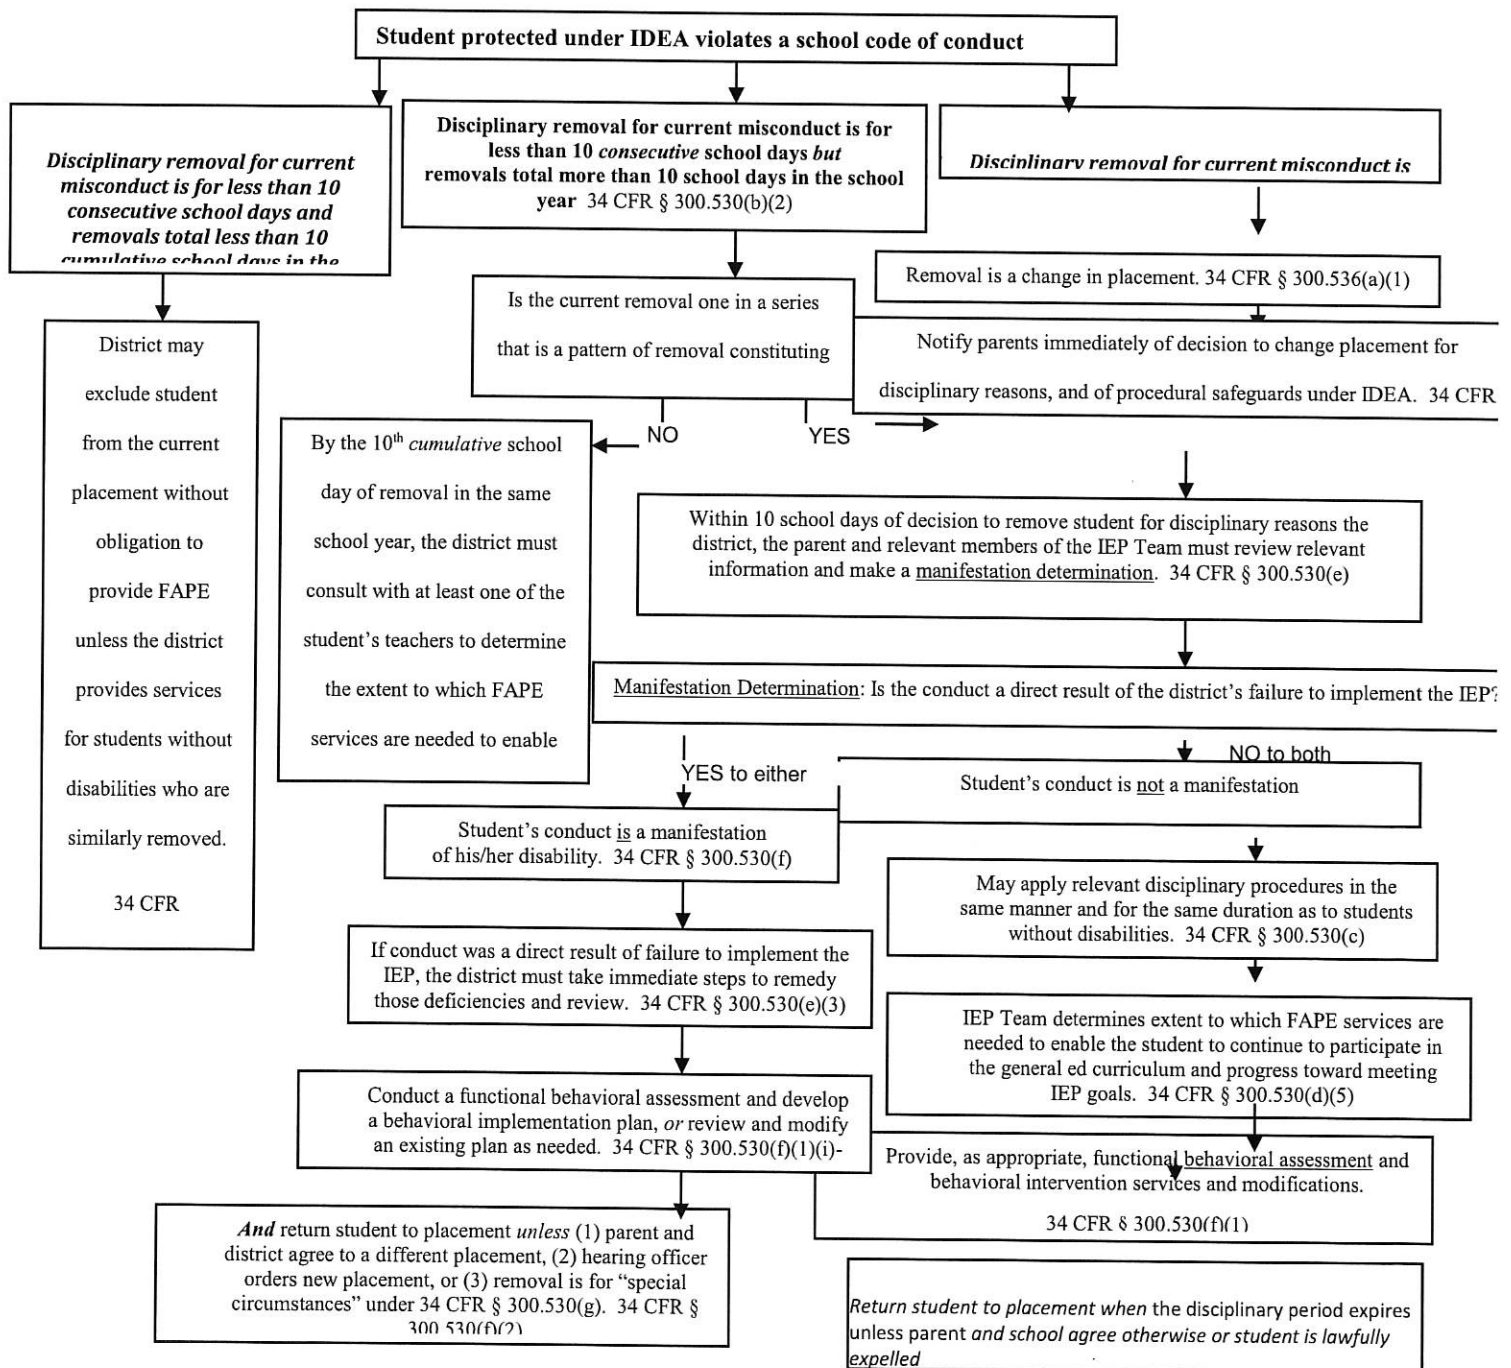 Student protected under IDEA violates a school code of conduct
Disciplinary removal for current
misconduct is for less than 10
consecutive school days and
removals total less than 10
cumulative school days in the
Disciplinary removal for current misconduct is for
less than 10 consecutive school days but
removals total more than 10 school days in the school
year 34 CFR § 300.530(b)(2)
Disciplinary removal for current misconduct is
Removal is a change in placement. 34 CFR § 300.536(a)(1)
Is the current removal one in a series
that is a pattern of removal constituting
Notify parents immediately of decision to change placement for
disciplinary reasons, and of procedural safeguards under IDEA. 34 CFR
NO
YES
District may
exclude student
from the current
placement without
obligation to
provide FAPE
unless the district
provides services
for students without
disabilities who are
similarly removed.
34 CFR
By the 10th cumulative school
day of removal in the same
school year, the district must
consult with at least one of the
student's teachers to determine
the extent to which FAPE
services are needed to enable
Within 10 school days of decision to remove student for disciplinary reasons the
district, the parent and relevant members of the IEP Team must review relevant
information and make a manifestation determination. 34 CFR § 300.530(e)
Manifestation Determination: Is the conduct a direct result of the district's failure to implement the IEP?
YES to either
NO to both
Student's conduct is a manifestation
of his/her disability. 34 CFR § 300.530(f)
Student's conduct is not a manifestation
May apply relevant disciplinary procedures in the
same manner and for the same duration as to students
without disabilities. 34 CFR § 300.530(c)
If conduct was a direct result of failure to implement the
IEP, the district must take immediate steps to remedy
those deficiencies and review. 34 CFR § 300.530(e)(3)
IEP Team determines extent to which FAPE services are
needed to enable the student to continue to participate in
the general ed curriculum and progress toward meeting
IEP goals. 34 CFR § 300.530(d)(5)
Conduct a functional behavioral assessment and develop
a behavioral implementation plan, or review and modify
an existing plan as needed. 34 CFR § 300.530(f)(1)(i)-
Provide, as appropriate, functional behavioral assessment and
behavioral intervention services and modifications.
34 CFR § 300.530(f)(1)
And return student to placement unless (1) parent and
district agree to a different placement, (2) hearing officer
orders new placement, or (3) removal is for "special
circumstances" under 34 CFR § 300.530(g). 34 CFR §
300.530(f)(2)
Return student to placement when the disciplinary period expires
unless parent and school agree otherwise or student is lawfully
expelled